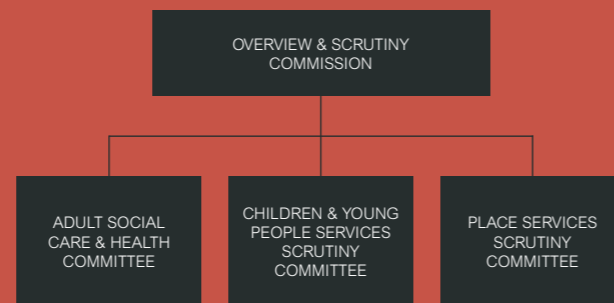 OVERVIEW & SCRUTINY
COMMISSION
ADULT SOCIAL
CARE & HEALTH
COMMITTEE
CHILDREN & YOUNG
PEOPLE SERVICES
SCRUTINY
COMMITTEE
PLACE SERVICES
SCRUTINY
COMMITTEE